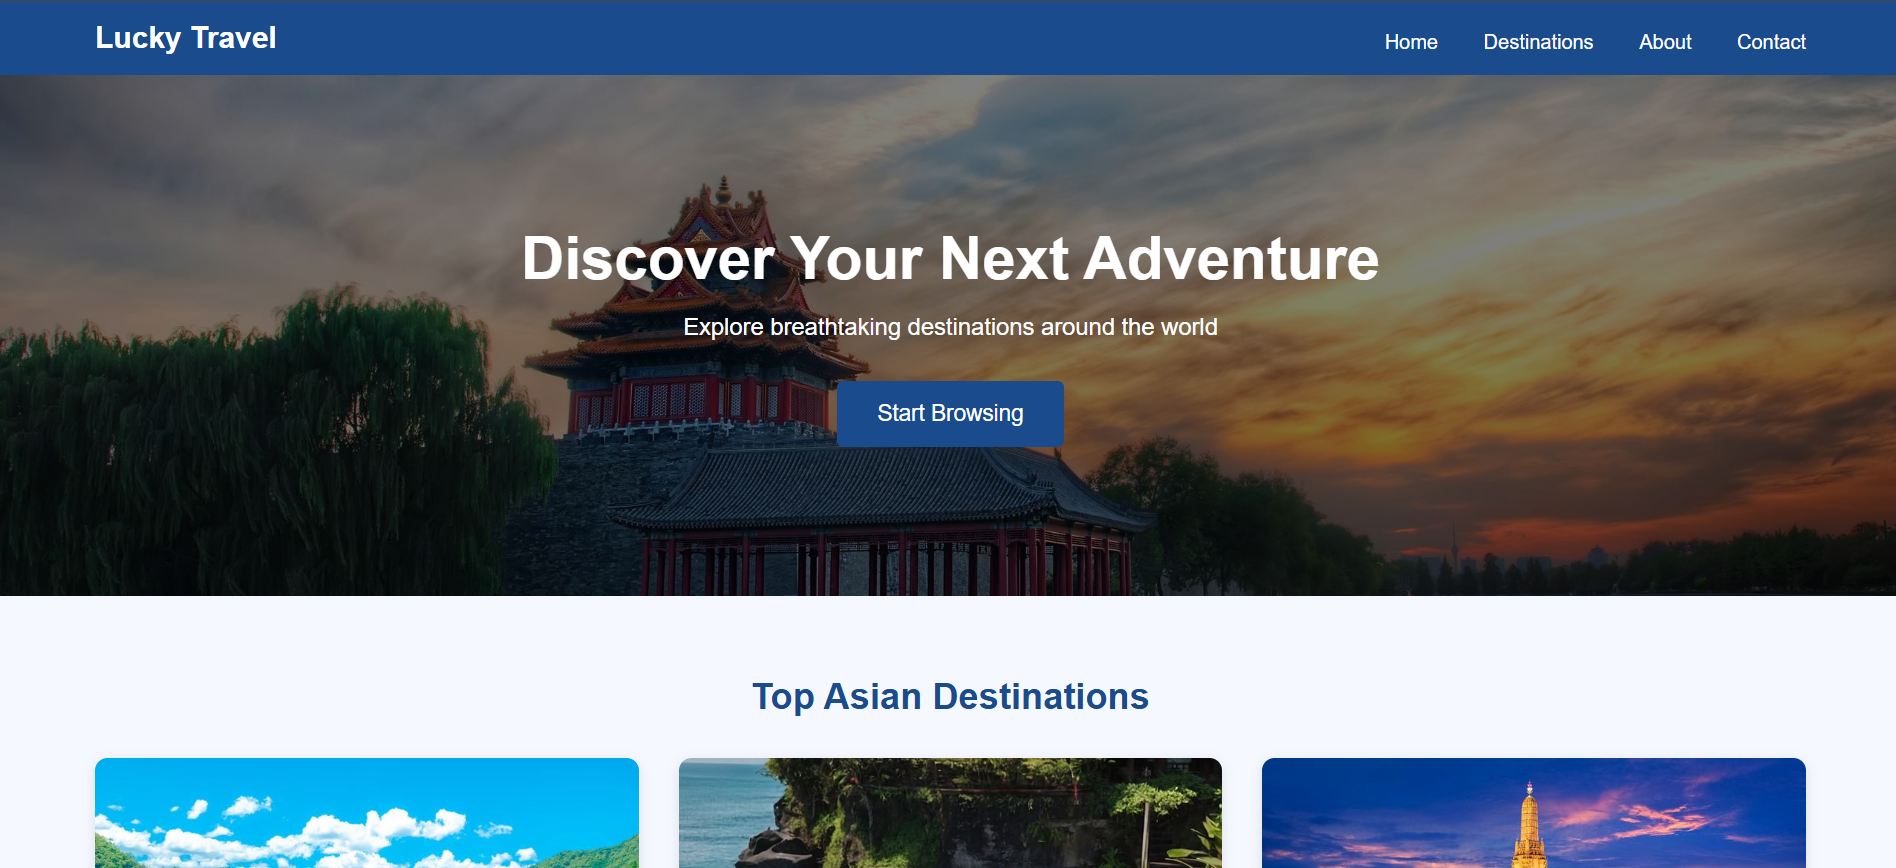 Lucky Travel
Home Destinations About Contact
Discover Your Next Adventure
Explore breathtaking destinations around the world
Start Browsing
Top Asian Destinations